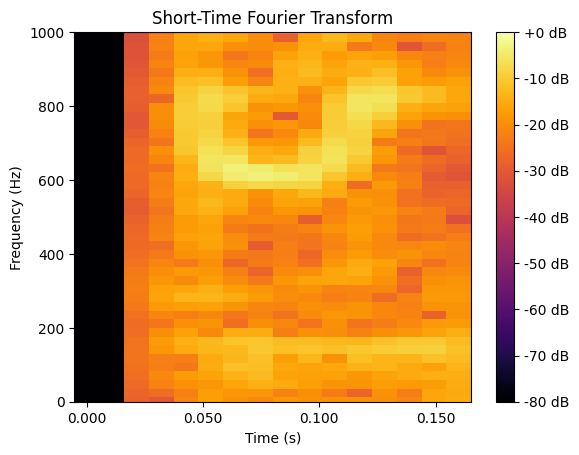 Short-Time Fourier Transform
1000
800
600
400
200
0
Frequency (Hz)
0.000
0.050
0.100
0.150
Time (s)
+0 dB
-10 dB
-20 dB
-30 dB
-40 dB
-50 dB
-60 dB
-70 dB
-80 dB